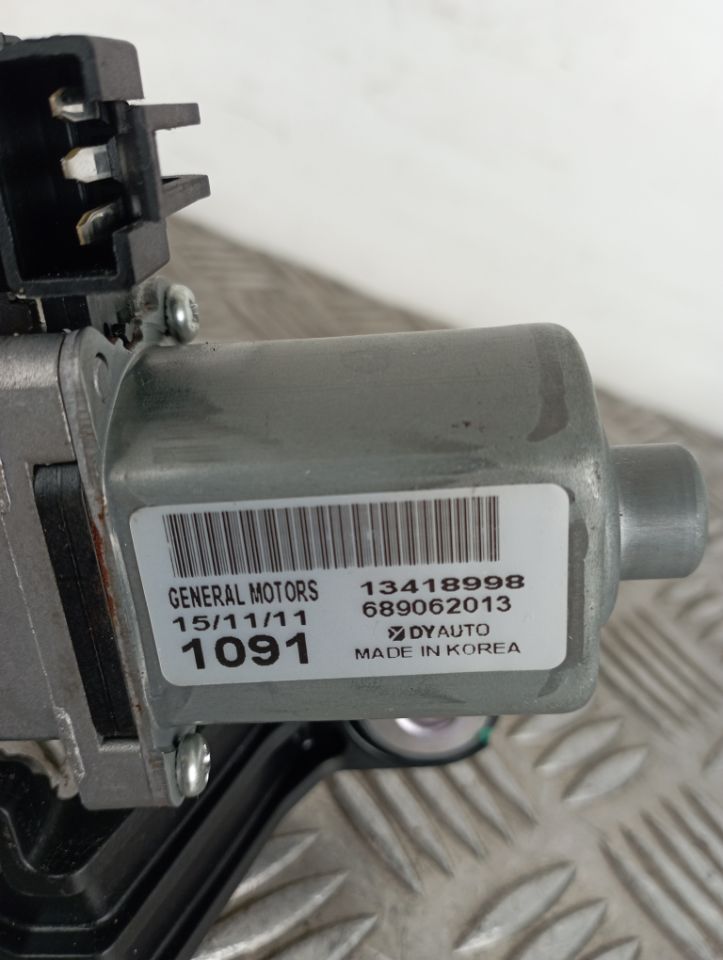 GENERAL MOTORS 13418998
15/11/11 689062013
1091 DYAUTO
MADE IN KOREA